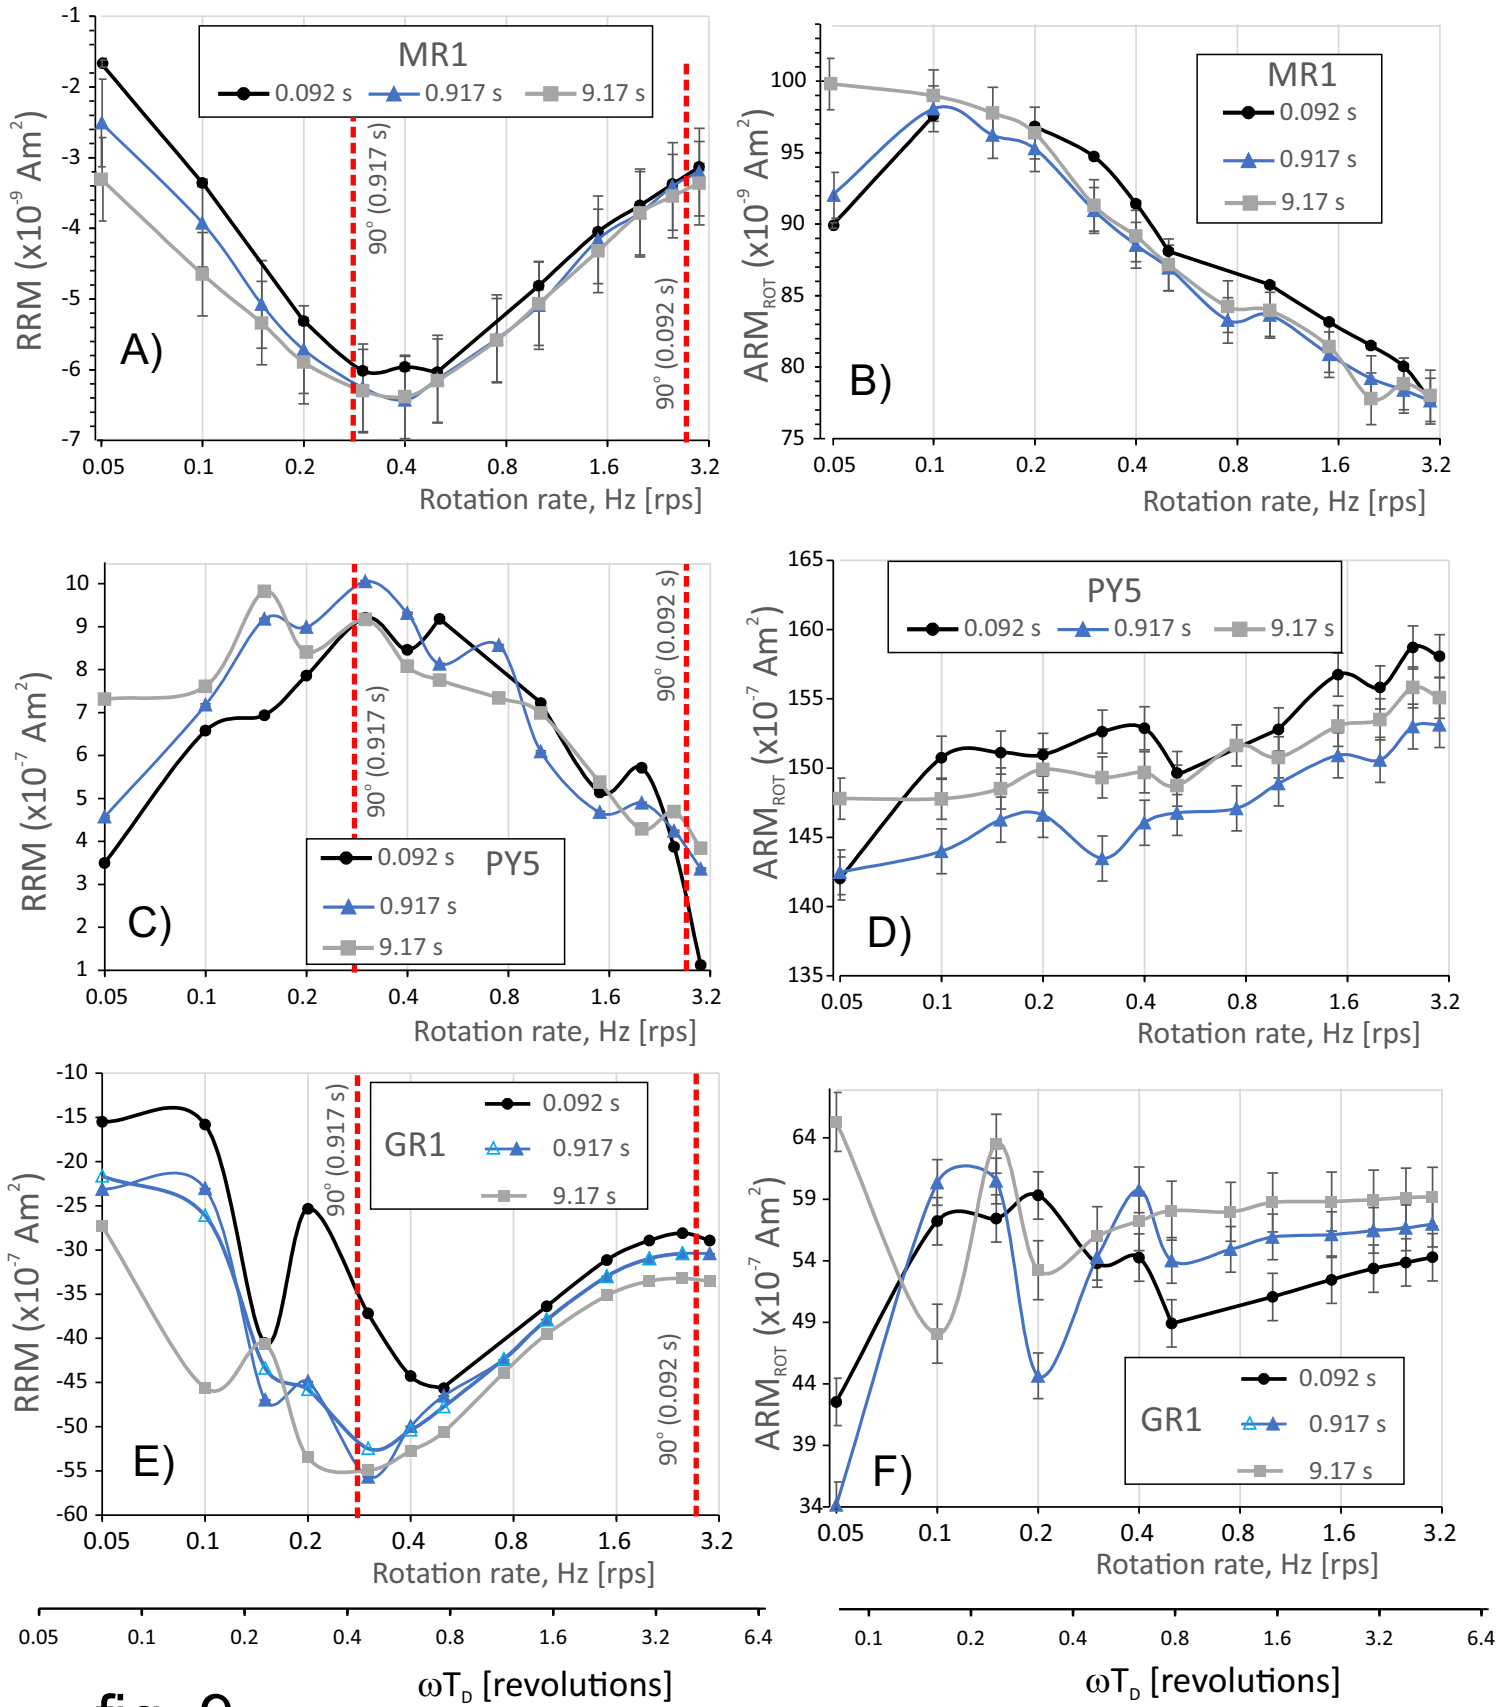 MR1
0.092 s 0.917 s 9.17 s
-1
-2
-3
-4
-5
-6
-7
RRM (x10⁻⁹ Am²)
90° (0.917 s)
90° (0.092 s)
A)
0.05 0.1 0.2 0.4 0.8 1.6 3.2
Rotation rate, Hz [rps]
MR1
0.092 s
0.917 s
9.17 s
100
95
90
85
80
75
ARM_ROT (x10⁻⁹ Am²)
B)
0.05 0.1 0.2 0.4 0.8 1.6 3.2
Rotation rate, Hz [rps]
10
9
8
7
6
5
4
3
2
1
RRM (x10⁻⁷ Am²)
90° (0.917 s)
90° (0.092 s)
0.092 s PY5
0.917 s
9.17 s
C)
0.05 0.1 0.2 0.4 0.8 1.6 3.2
Rotation rate, Hz [rps]
PY5
0.092 s 0.917 s 9.17 s
165
160
155
150
145
140
135
ARM_ROT (x10⁻⁷ Am²)
D)
0.05 0.1 0.2 0.4 0.8 1.6 3.2
Rotation rate, Hz [rps]
-10
-15
-20
-25
-30
-35
-40
-45
-50
-55
-60
RRM (x10⁻⁷ Am²)
90° (0.917 s)
90° (0.092 s)
0.092 s
GR1 0.917 s
9.17 s
E)
0.05 0.1 0.2 0.4 0.8 1.6 3.2
Rotation rate, Hz [rps]
0.05 0.1 0.2 0.4 0.8 1.6 3.2 6.4
ωT_D [revolutions]
64
59
54
49
44
39
34
ARM_ROT (x10⁻⁷ Am²)
0.092 s
GR1 0.917 s
9.17 s
F)
0.05 0.1 0.2 0.4 0.8 1.6 3.2
Rotation rate, Hz [rps]
0.1 0.2 0.4 0.8 1.6 3.2 6.4
ωT_D [revolutions]